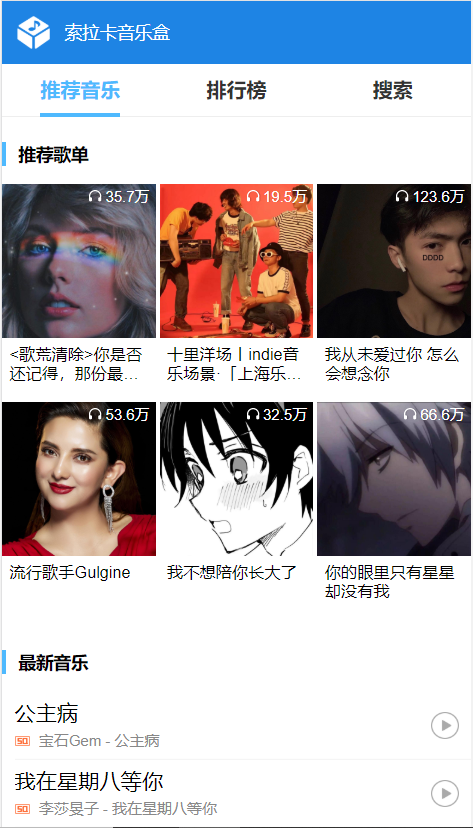 索拉卡音乐盒
推荐音乐 排行榜 搜索
推荐歌单
35.7万 19.5万 123.6万
DDDD
<歌荒清除>你是否 十里洋场丨indie音 我从未爱过你 怎么
还记得，那份最... 乐场景·「上海乐... 会想念你
53.6万 32.5万 66.6万
流行歌手Gulgine 我不想陪你长大了 你的眼里只有星星
却没有我
最新音乐
公主病
SQ 宝石Gem - 公主病
我在星期八等你
SQ 李莎旻子 - 我在星期八等你